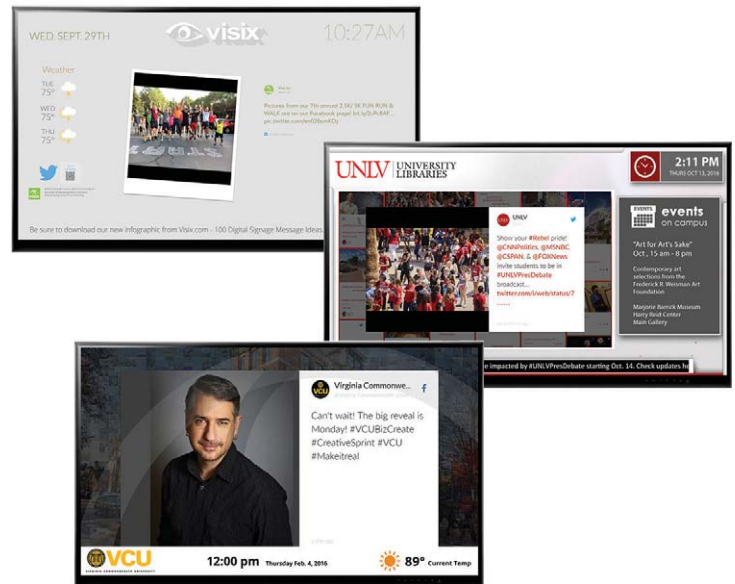 WED. SEPT. 29TH
visix
10:27AM
Weather
TUE
75°
WED
75°
THU
75°
Visix
Pictures from our 7th annual 2.5K/ 5K FUN RUN &
WALK are on our Facebook page!
Be sure to download our new infographic from Visix.com - 100 Digital Signage Message Ideas.
UNLV UNIVERSITY
LIBRARIES
2:11 PM
THURS OCT 13, 2016
UNLV
Show your #Rebel pride!
@CNNPolitics, @MSNBC,
@CSPAN, & @FOXNews
invite students to be in
#UNLVPresDebate
broadcast...
twitter.com/i/web/status/7
EVENTS
events
on campus
"Art for Art's Sake"
Oct., 15 am - 8 pm
Contemporary art
selections from the
Frederick R. Weisman Art
Foundation
Marjorie Barrick Museum
Harry Reid Center
Main Gallery
e impacted by #UNLVPresDebate starting Oct. 14. Check updates
VCU
Virginia Commonwe...
f
Can't wait! The big reveal is
Monday! #VCUBizCreate
#CreativeSprint #VCU
#Makeitreal
VCU
VIRGINIA COMMONWEALTH UNIVERSITY
12:00 pm Thursday Feb. 4, 2016
89° Current Temp